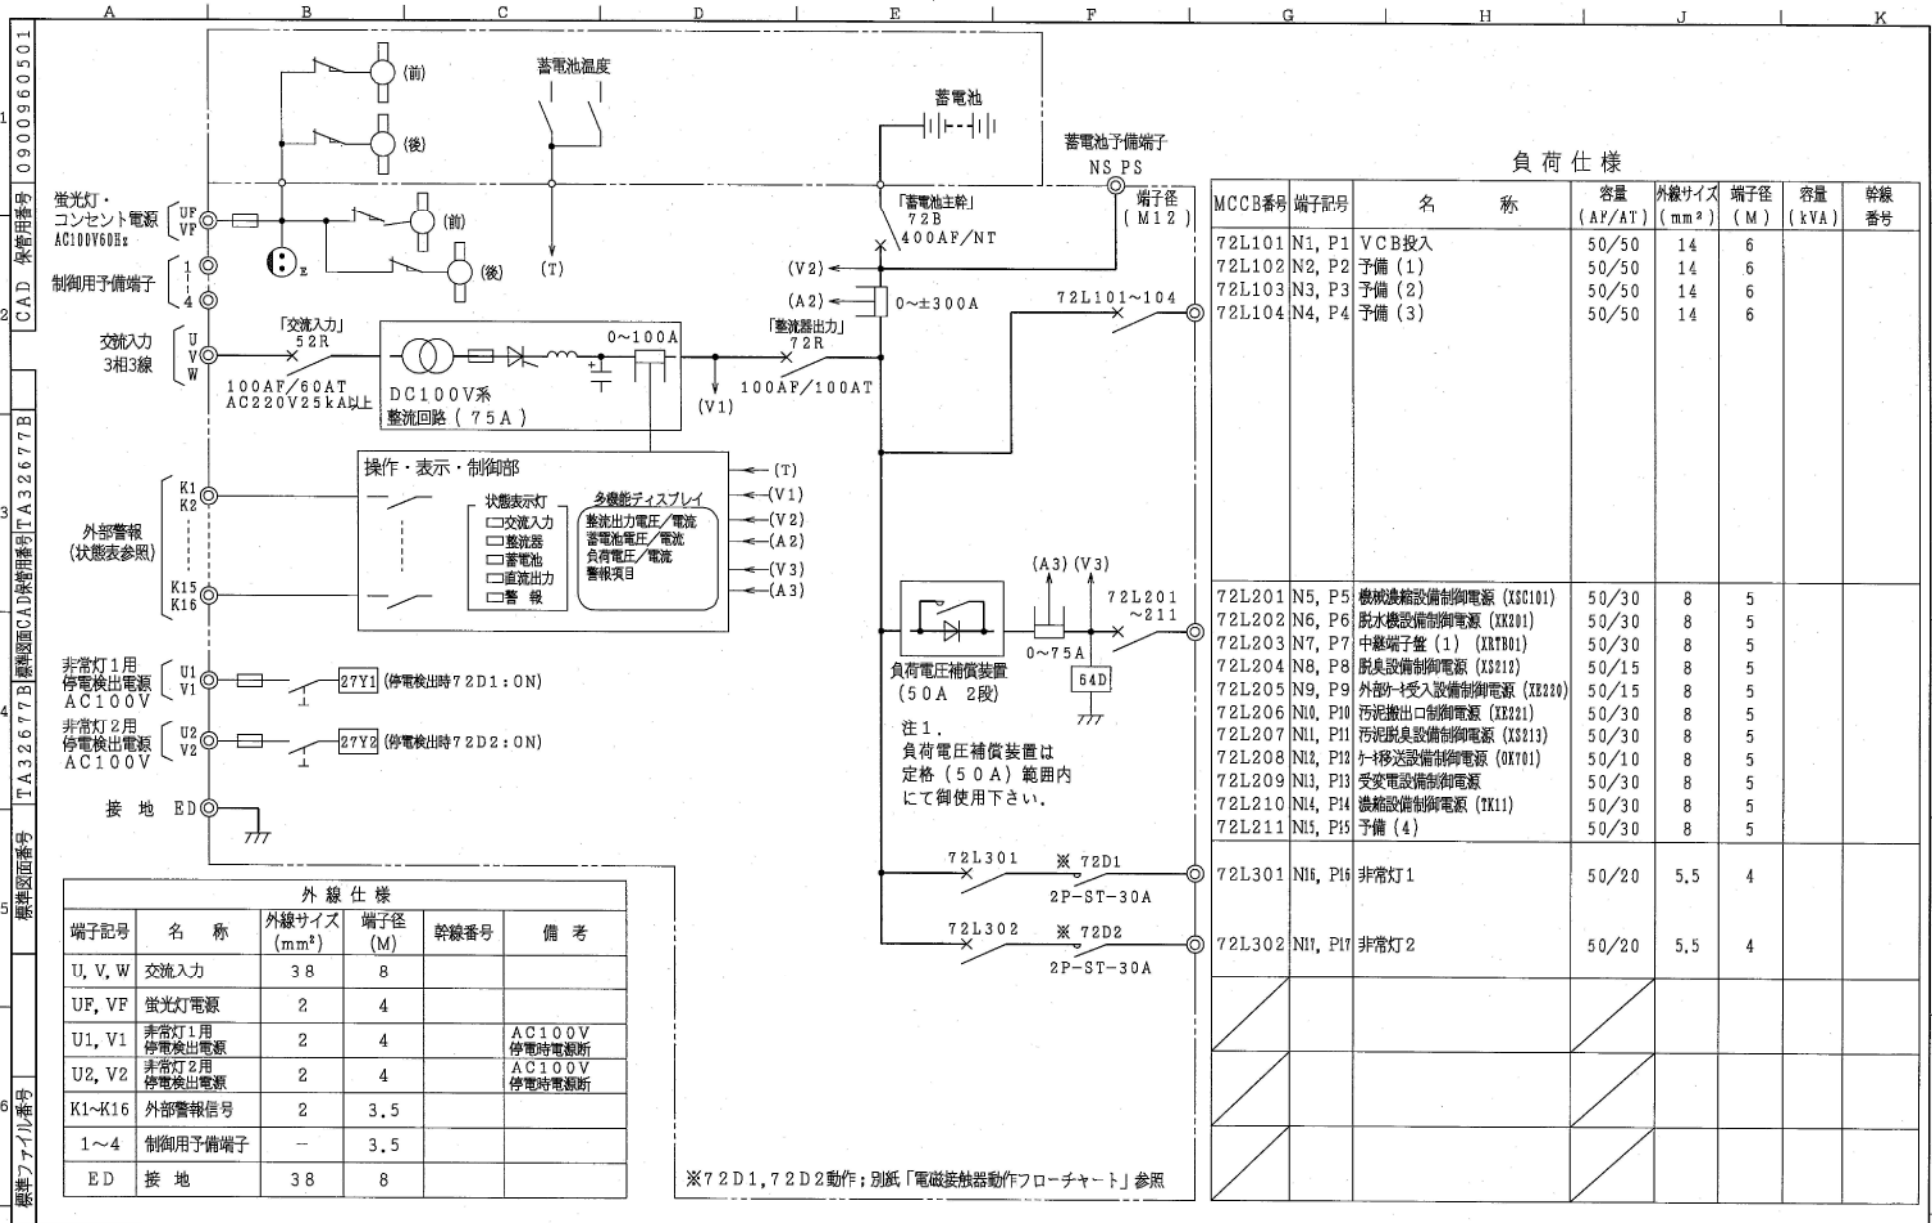 A B C D E F G H J K
1
2
3
4
5
6
CAD 保管用番号 0900960501
標準図面CAD保管用番号 TA32677B
標準図面番号 TA32677B
標準ファイル番号
(前)
(後)
蓄電池温度
蓄電池
蓄電池予備端子
NS PS
端子径
(M12)
蛍光灯・
コンセント電源
AC100V60Hz
UF
VF
(前)
(後)
E
(T)
制御用予備端子
1
4
「蓄電池主幹」
72B
400AF/NT
(V2)
(A2)
0〜±300A
72L101〜104
交流入力
3相3線
U
V
W
「交流入力」
52R
100AF/60AT
AC220V25kA以上
0〜100A
DC100V系
整流回路(75A)
(V1)
「整流器出力」
72R
100AF/100AT
操作・表示・制御部
状態表示灯
交流入力
整流器
蓄電池
直流出力
警 報
多機能ディスプレイ
整流出力電圧/電流
蓄電池電圧/電流
負荷電圧/電流
警報項目
(T)
(V1)
(V2)
(A2)
(V3)
(A3)
外部警報
(状態表参照)
K1
K2
K15
K16
非常灯1用
停電検出電源
AC100V
U1
V1
27Y1 (停電検出時72D1:ON)
非常灯2用
停電検出電源
AC100V
U2
V2
27Y2 (停電検出時72D2:ON)
接 地 ED
(A3) (V3)
72L201
〜211
0〜75A
64D
負荷電圧補償装置
(50A 2段)
注1.
負荷電圧補償装置は
定格(50A)範囲内
にて御使用下さい.
72L301
※ 72D1
2P-ST-30A
72L302
※ 72D2
2P-ST-30A
※72D1,72D2動作;別紙「電磁接触器動作フローチャート」参照
外線仕様
端子記号 名 称 外線サイズ(mm²) 端子径(M) 幹線番号 備 考
U, V, W 交流入力 38 8
UF, VF 蛍光灯電源 2 4
U1, V1 非常灯1用停電検出電源 2 4 AC100V停電時電源断
U2, V2 非常灯2用停電検出電源 2 4 AC100V停電時電源断
K1~K16 外部警報信号 2 3.5
1〜4 制御用予備端子 − 3.5
ED 接 地 38 8
負荷仕様
MCCB番号 端子記号 名 称 容量(AF/AT) 外線サイズ(mm²) 端子径(M) 容量(kVA) 幹線番号
72L101 N1, P1 VCB投入 50/50 14 6
72L102 N2, P2 予備(1) 50/50 14 6
72L103 N3, P3 予備(2) 50/50 14 6
72L104 N4, P4 予備(3) 50/50 14 6
72L201 N5, P5 機械濃縮設備制御電源(XSC101) 50/30 8 5
72L202 N6, P6 脱水機設備制御電源(XK201) 50/30 8 5
72L203 N7, P7 中継端子盤(1) (XRTB01) 50/30 8 5
72L204 N8, P8 脱臭設備制御電源(XS212) 50/15 8 5
72L205 N9, P9 外部ケーキ受入設備制御電源(XE220) 50/15 8 5
72L206 N10, P10 汚泥搬出口制御電源(XE221) 50/30 8 5
72L207 N11, P11 汚泥脱臭設備制御電源(XS213) 50/30 8 5
72L208 N12, P12 ケーキ移送設備制御電源(OK701) 50/10 8 5
72L209 N13, P13 受変電設備制御電源 50/30 8 5
72L210 N14, P14 濃縮設備制御電源(TK11) 50/30 8 5
72L211 N15, P15 予備(4) 50/30 8 5
72L301 N16, P16 非常灯1 50/20 5.5 4
72L302 N17, P17 非常灯2 50/20 5.5 4